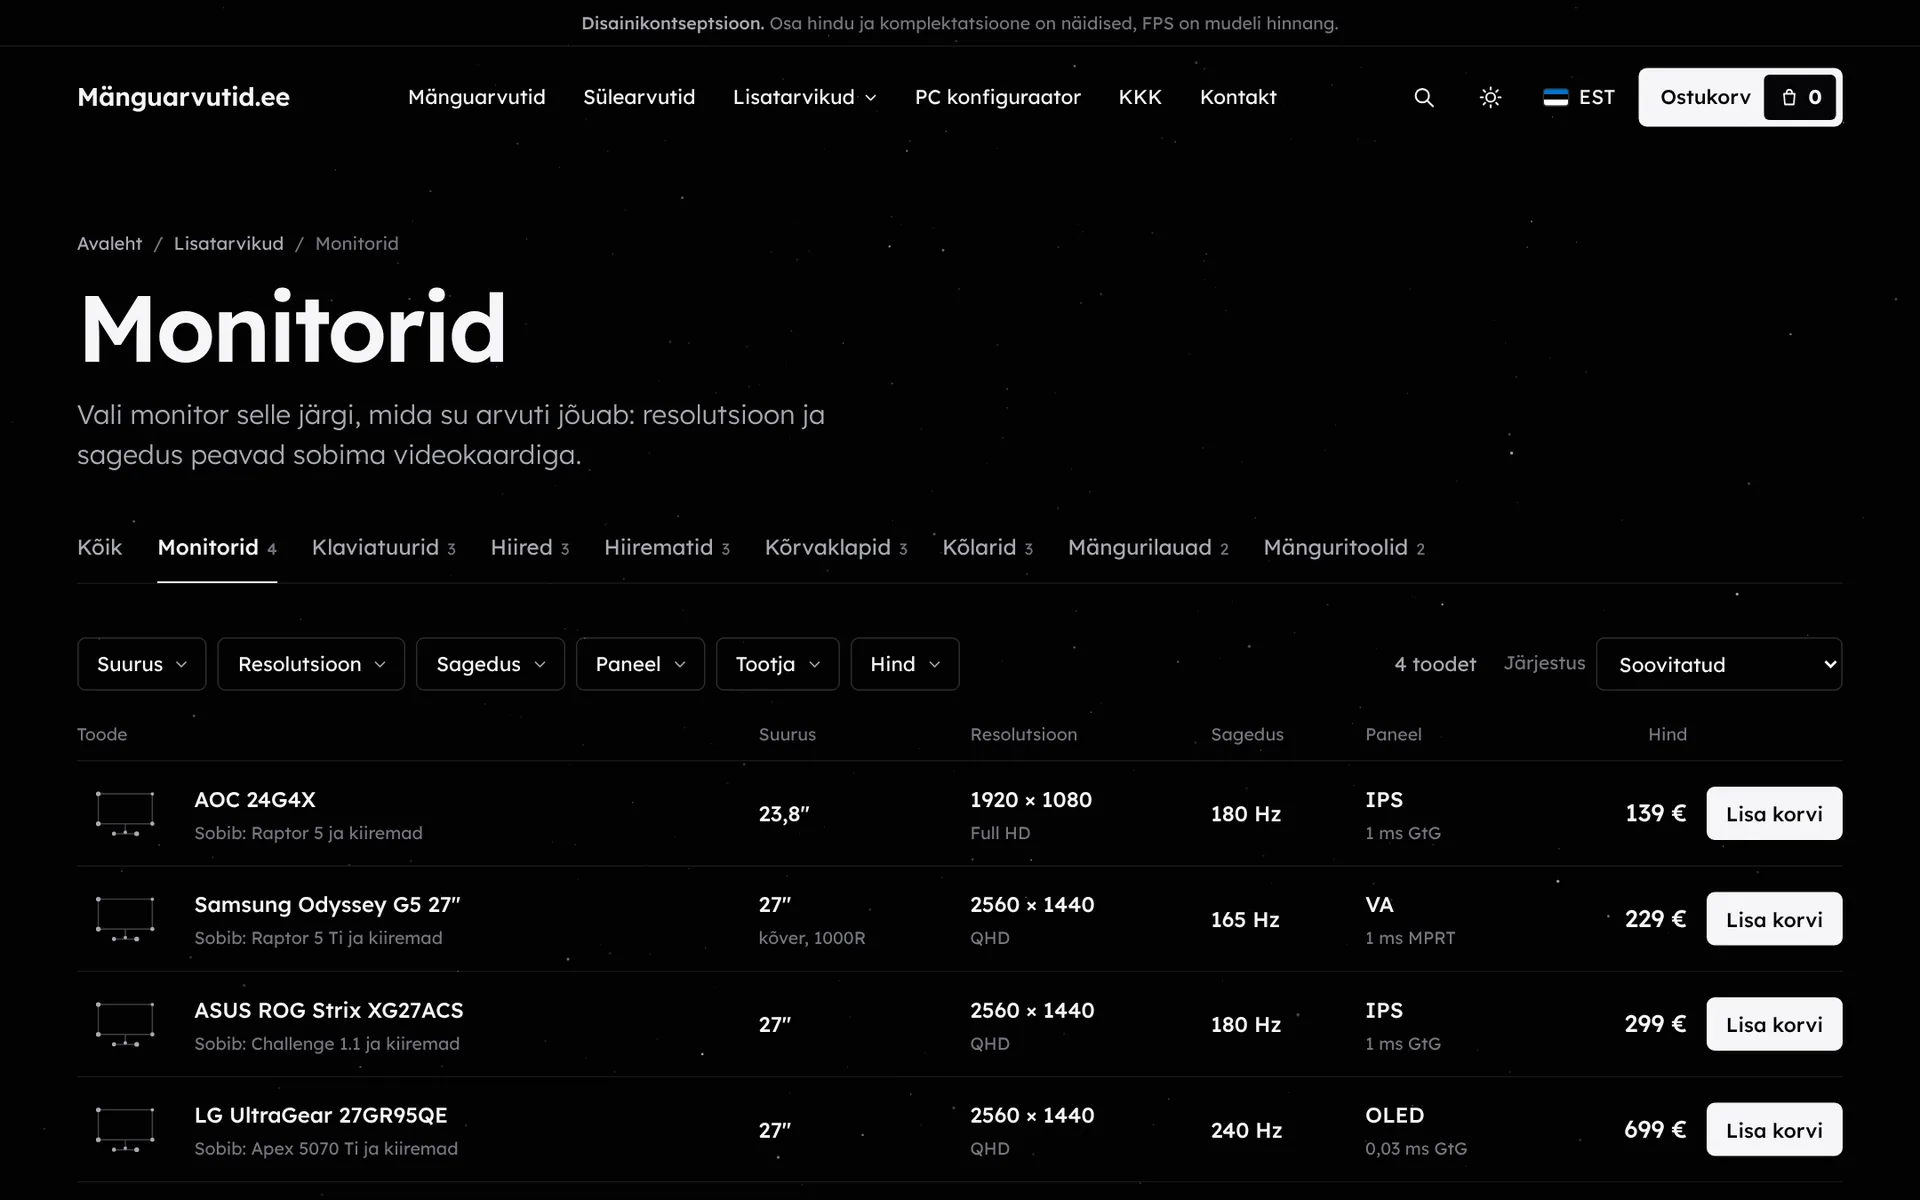 Disainikontseptsioon. Osa hindu ja komplektatsioone on näidised, FPS on mudeli hinnang.
Mänguarvutid.ee
Mänguarvutid
Sülearvutid
Lisatarvikud
PC konfiguraator
KKK
Kontakt
EST
Ostukorv 0
Avaleht / Lisatarvikud / Monitorid
Monitorid
Vali monitor selle järgi, mida su arvuti jõuab: resolutsioon ja
sagedus peavad sobima videokaardiga.
Kõik
Monitorid 4
Klaviatuurid 3
Hiired 3
Hiirematid 3
Kõrvaklapid 3
Kõlarid 3
Mängurilauad 2
Mänguritoolid 2
Suurus
Resolutsioon
Sagedus
Paneel
Tootja
Hind
4 toodet
Järjestus
Soovitatud
Toode
Suurus
Resolutsioon
Sagedus
Paneel
Hind
AOC 24G4X
Sobib: Raptor 5 ja kiiremad
23,8″
1920 × 1080
Full HD
180 Hz
IPS
1 ms GtG
139 €
Lisa korvi
Samsung Odyssey G5 27″
Sobib: Raptor 5 Ti ja kiiremad
27″
kõver, 1000R
2560 × 1440
QHD
165 Hz
VA
1 ms MPRT
229 €
Lisa korvi
ASUS ROG Strix XG27ACS
Sobib: Challenge 1.1 ja kiiremad
27″
2560 × 1440
QHD
180 Hz
IPS
1 ms GtG
299 €
Lisa korvi
LG UltraGear 27GR95QE
Sobib: Apex 5070 Ti ja kiiremad
27″
2560 × 1440
QHD
240 Hz
OLED
0,03 ms GtG
699 €
Lisa korvi